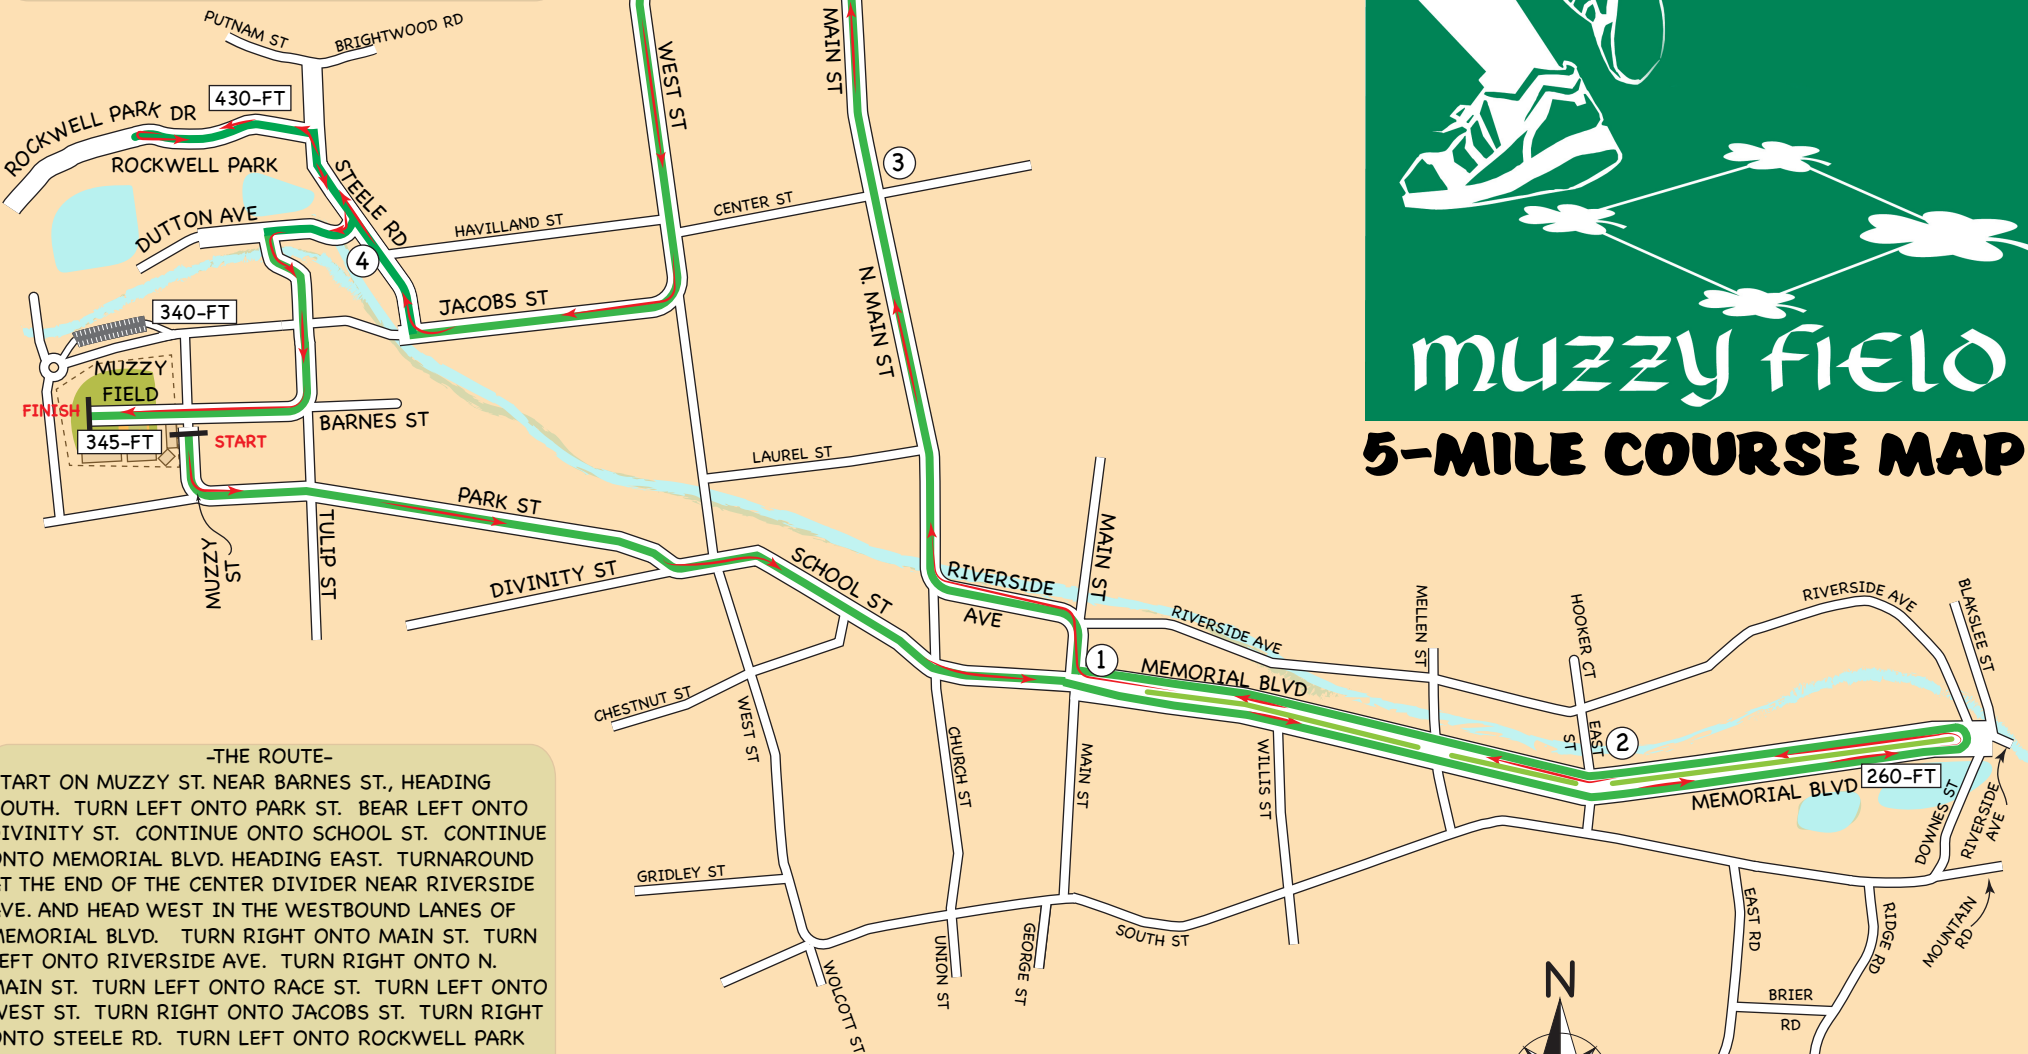 PUTNAM ST
BRIGHTWOOD RD
ROCKWELL PARK DR
430-FT
ROCKWELL PARK
STEELE RD
DUTTON AVE
4
HAVILLAND ST
WEST ST
MAIN ST
3
CENTER ST
JACOBS ST
N. MAIN ST
340-FT
MUZZY
FIELD
FINISH
345-FT
START
BARNES ST
MUZZY
ST
TULIP ST
PARK ST
DIVINITY ST
LAUREL ST
SCHOOL ST
RIVERSIDE
AVE
MAIN ST
RIVERSIDE AVE
1
MEMORIAL BLVD
MELLEN ST
HOOKER CT
EAST
ST
2
RIVERSIDE AVE
BLAKSLEE ST
260-FT
MEMORIAL BLVD
DOWNES ST
RIVERSIDE
AVE
CHESTNUT ST
WEST ST
CHURCH ST
MAIN ST
WILLIS ST
GRIDLEY ST
WOLCOTT ST
UNION ST
GEORGE ST
SOUTH ST
EAST RD
RIDGE RD
MOUNTAIN
RD
BRIER
RD
N
MUZZY FIELD
5-MILE COURSE MAP
-THE ROUTE-
TART ON MUZZY ST. NEAR BARNES ST., HEADING
OUTH. TURN LEFT ONTO PARK ST. BEAR LEFT ONTO
IVINITY ST. CONTINUE ONTO SCHOOL ST. CONTINUE
NTO MEMORIAL BLVD. HEADING EAST. TURNAROUND
T THE END OF THE CENTER DIVIDER NEAR RIVERSIDE
VE. AND HEAD WEST IN THE WESTBOUND LANES OF
EMORIAL BLVD. TURN RIGHT ONTO MAIN ST. TURN
EFT ONTO RIVERSIDE AVE. TURN RIGHT ONTO N.
AIN ST. TURN LEFT ONTO RACE ST. TURN LEFT ONTO
EST ST. TURN RIGHT ONTO JACOBS ST. TURN RIGHT
NTO STEELE RD. TURN LEFT ONTO ROCKWELL PARK